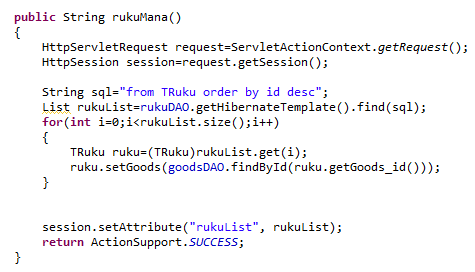 public String rukuMana()
{
HttpServletRequest request=ServletActionContext.getRequest();
HttpSession session=request.getSession();
String sql="from TRuku order by id desc";
List rukuList=rukuDAO.getHibernateTemplate().find(sql);
for(int i=0;i<rukuList.size();i++)
{
TRuku ruku=(TRuku)rukuList.get(i);
ruku.setGoods(goodsDAO.findById(ruku.getGoods_id()));
}
session.setAttribute("rukuList", rukuList);
return ActionSupport.SUCCESS;
}